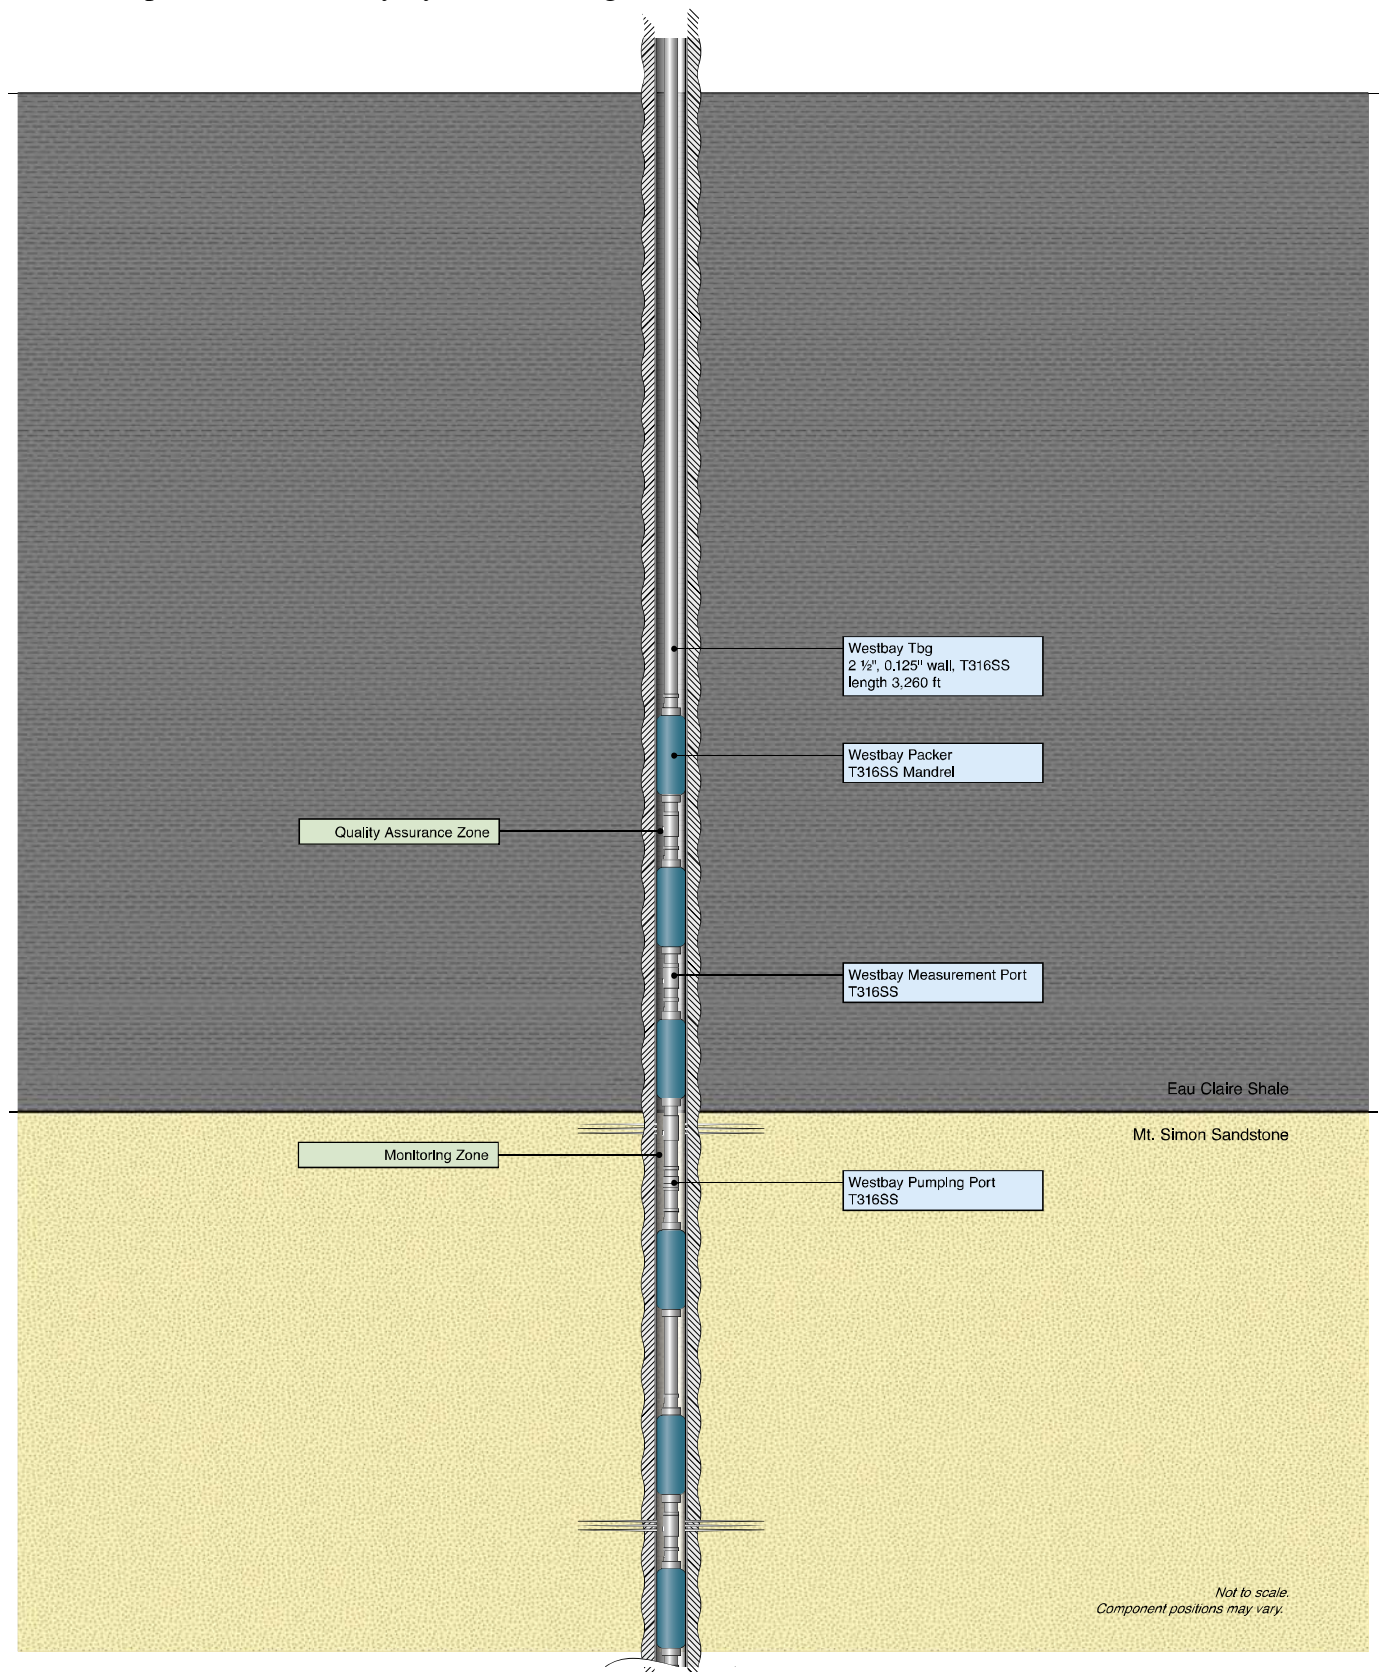 Westbay Tbg
2 ½", 0.125" wall, T316SS
length 3,260 ft
Westbay Packer
T316SS Mandrel
Quality Assurance Zone
Westbay Measurement Port
T316SS
Eau Claire Shale
Mt. Simon Sandstone
Monitoring Zone
Westbay Pumping Port
T316SS
Not to scale.
Component positions may vary.